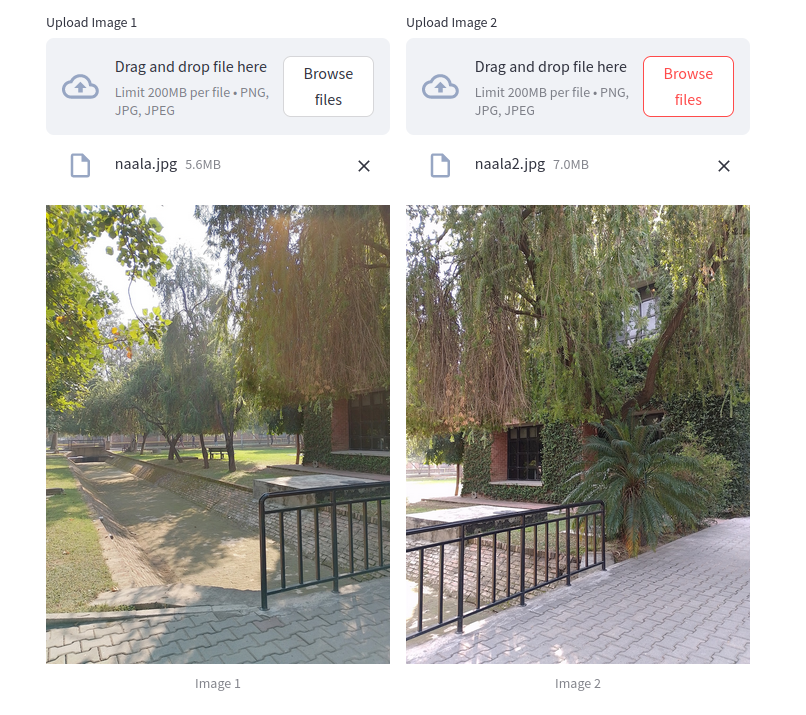 Upload Image 1
Drag and drop file here
Limit 200MB per file • PNG,
JPG, JPEG
Browse
files
naala.jpg 5.6MB
Image 1
Upload Image 2
Drag and drop file here
Limit 200MB per file • PNG,
JPG, JPEG
Browse
files
naala2.jpg 7.0MB
Image 2